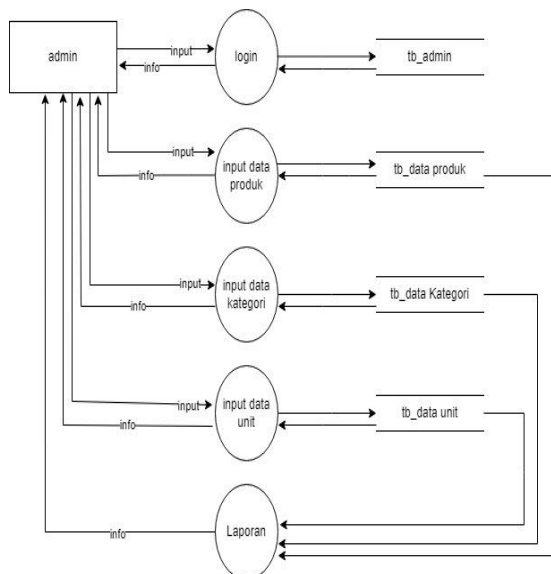 admin
input
info
login
tb_admin
input
info
input data
produk
tb_data produk
input
info
input data
kategori
tb_data Kategori
input
info
input data
unit
tb_data unit
info
Laporan